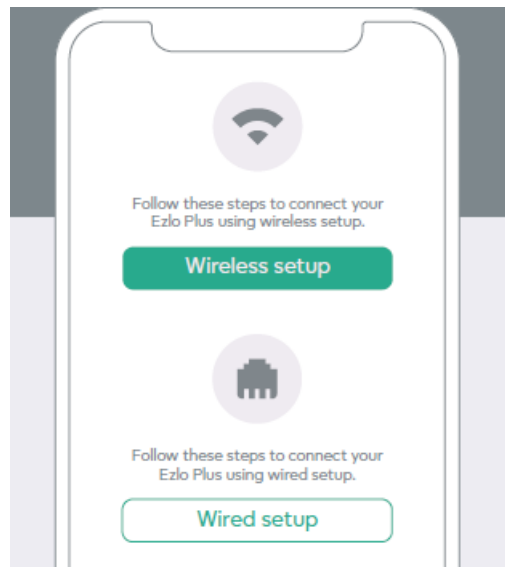 Follow these steps to connect your
Ezlo Plus using wireless setup.
Wireless setup
Follow these steps to connect your
Ezlo Plus using wired setup.
Wired setup